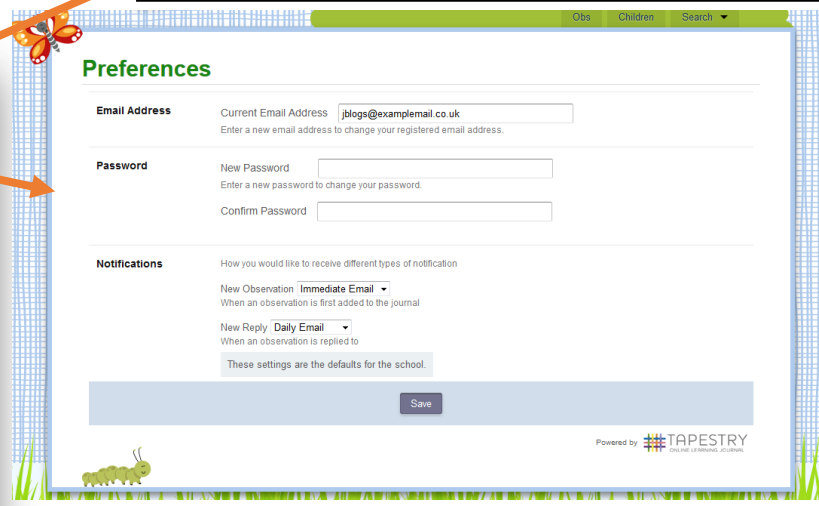 Obs Children Search
Preferences
Email Address
Current Email Address jblogs@examplemail.co.uk
Enter a new email address to change your registered email address.
Password
New Password
Enter a new password to change your password.
Confirm Password
Notifications
How you would like to receive different types of notification
New Observation Immediate Email
When an observation is first added to the journal
New Reply Daily Email
When an observation is replied to
These settings are the defaults for the school.
Save
Powered by TAPESTRY
ONLINE LEARNING JOURNAL